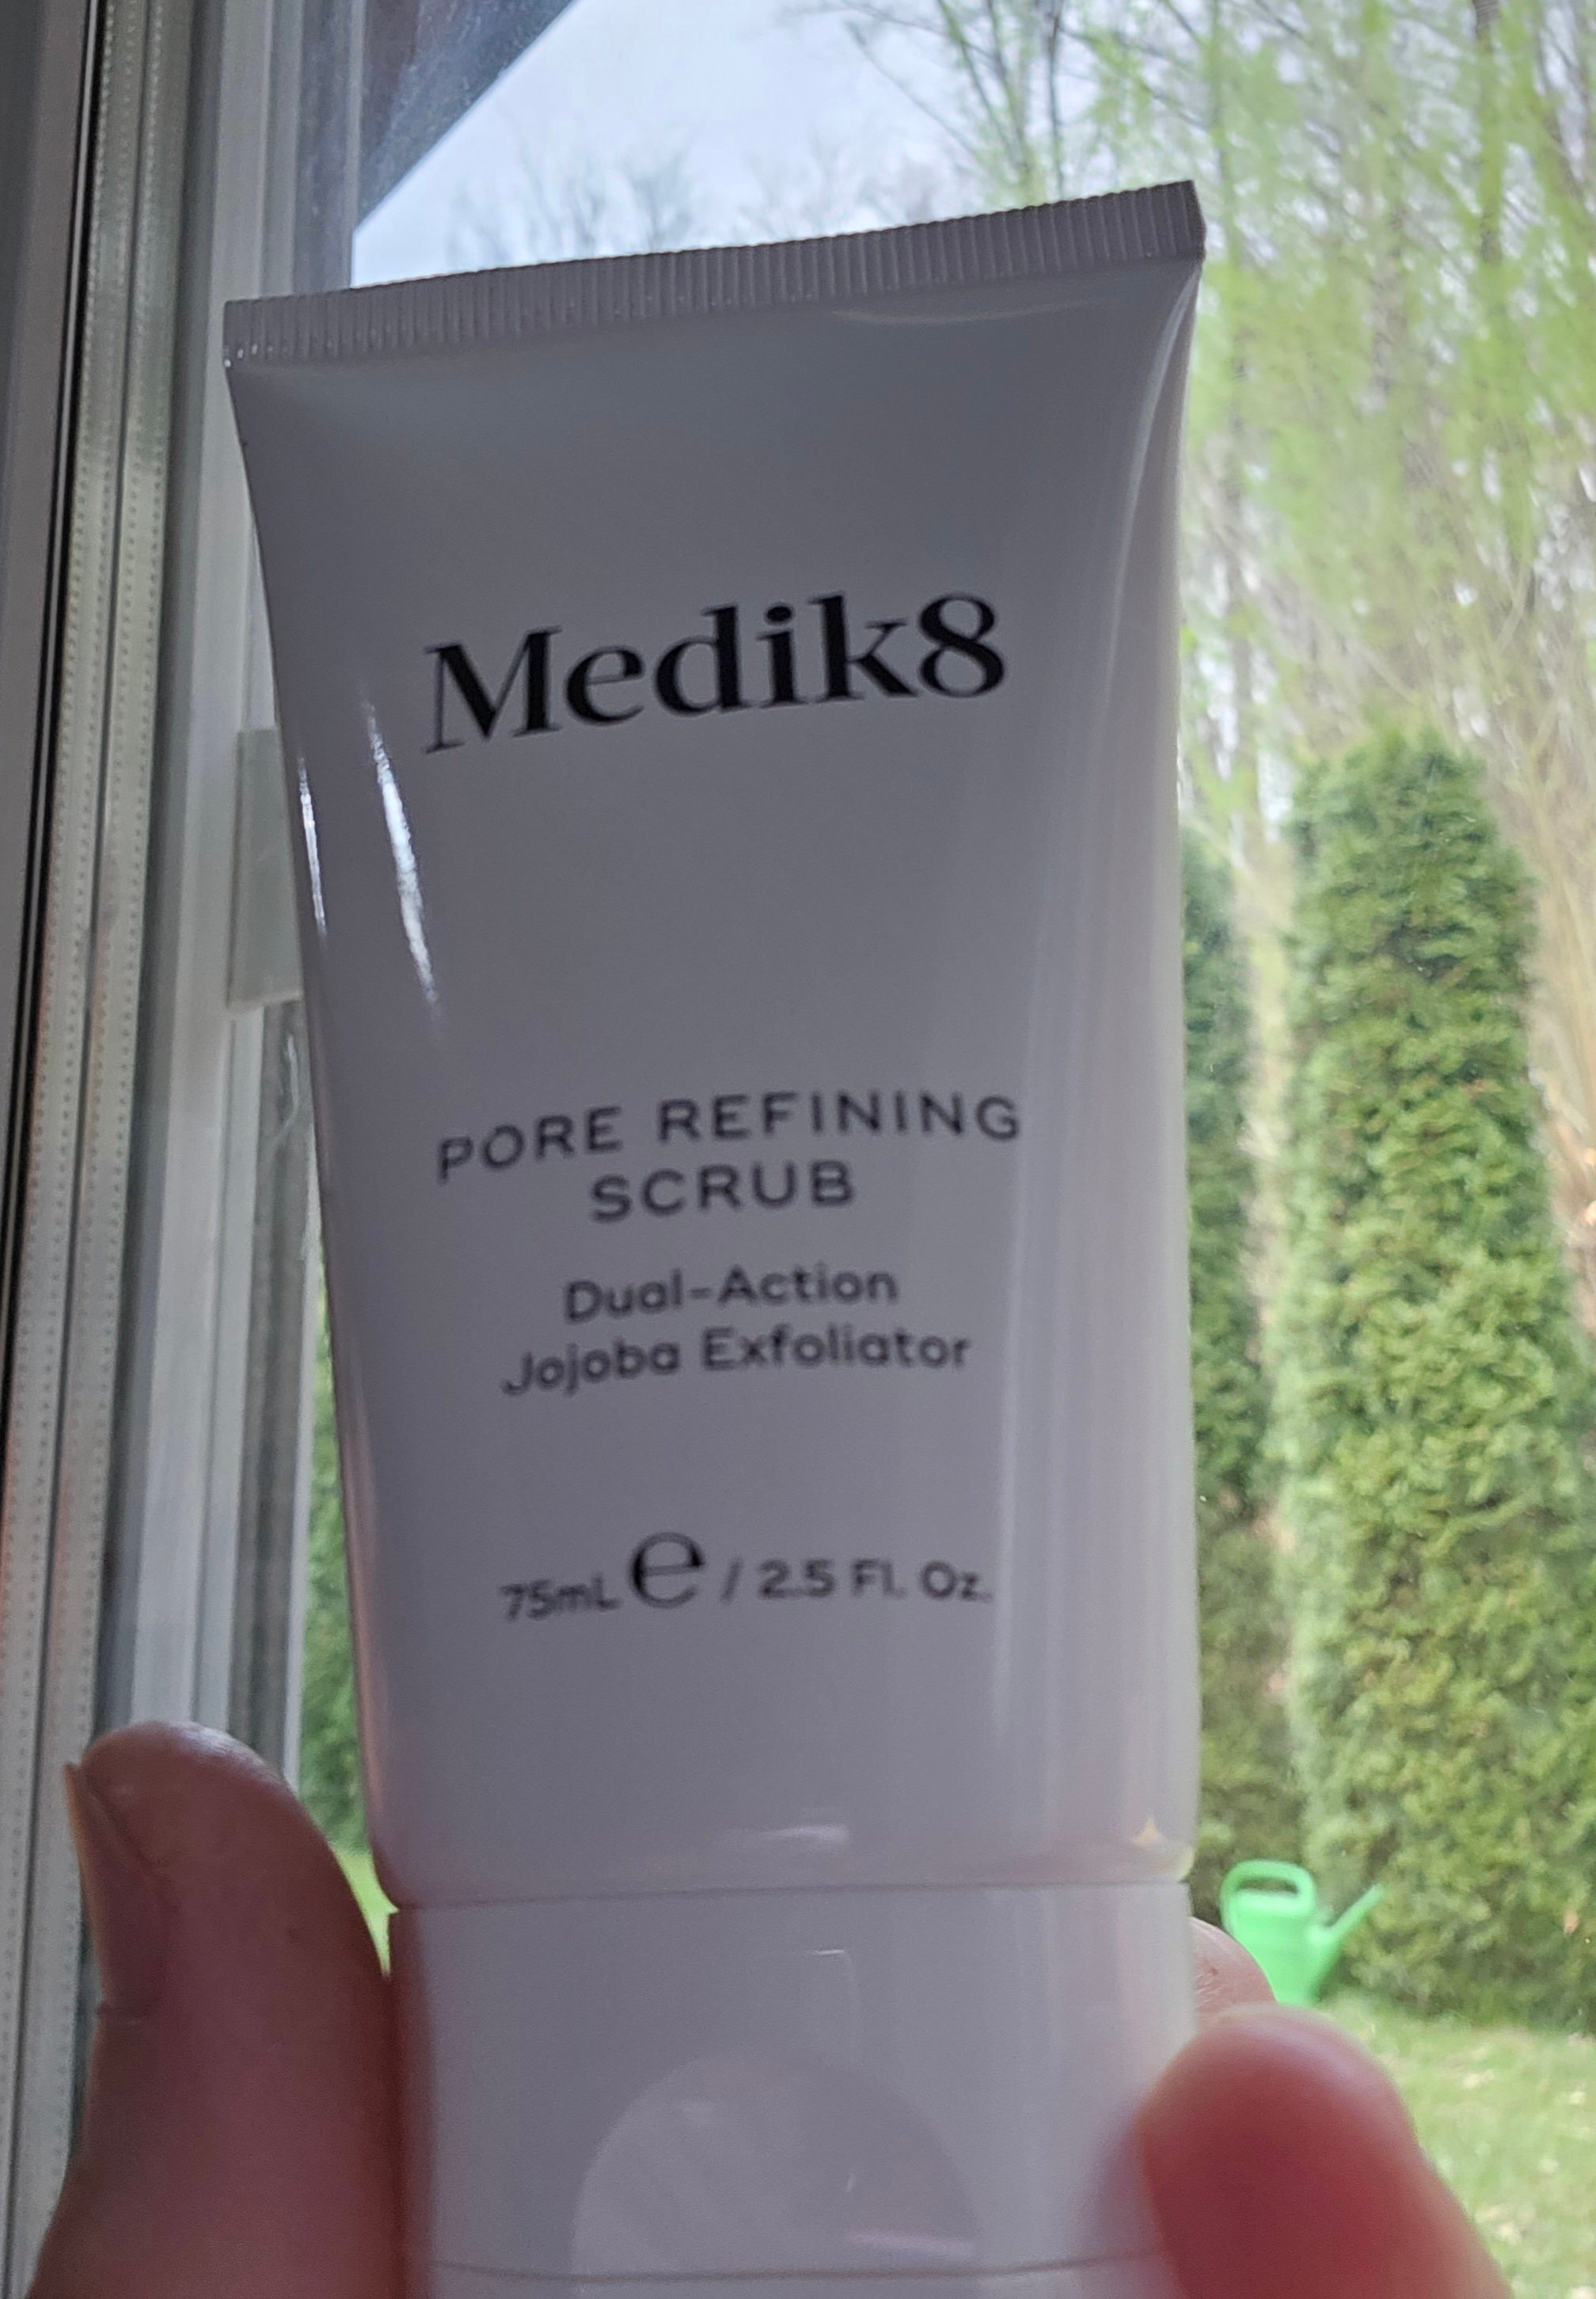 Medik8
PORE REFINING
SCRUB
Dual-Action
Jojoba Exfoliator
75mL e / 2.5 Fl. Oz.